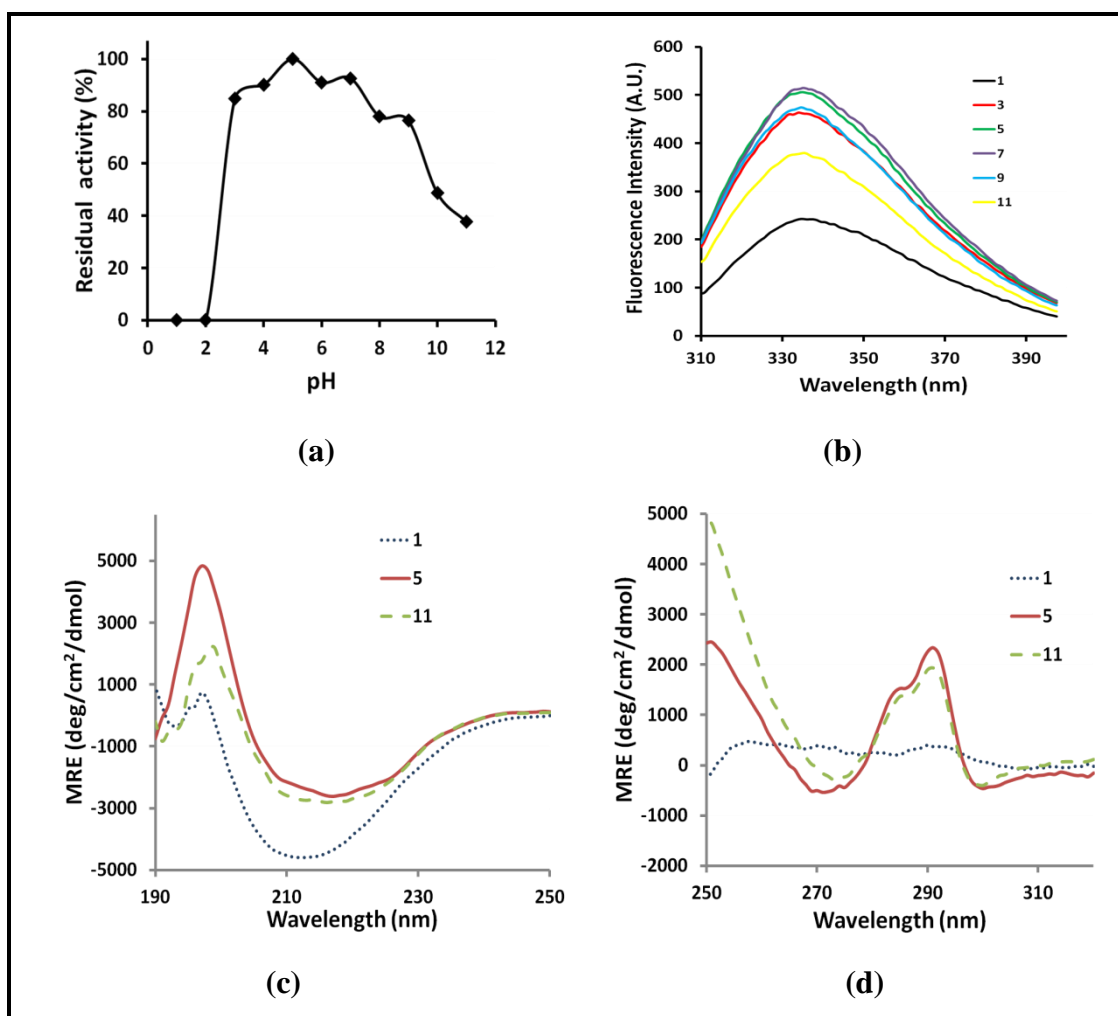 Residual activity (%)
100
80
60
40
20
0
0 2 4 6 8 10 12
pH
(a)
Fluorescence Intensity (A.U.)
600
500
400
300
200
100
0
310 330 350 370 390
Wavelength (nm)
1
3
5
7
9
11
(b)
MRE (deg/cm²/dmol)
5000
1000
-1000
-3000
-5000
190 210 230 250
Wavelength (nm)
1
5
11
(c)
MRE (deg/cm²/dmol)
5000
4000
3000
2000
1000
0
-1000
-2000
250 270 290 310
Wavelength (nm)
1
5
11
(d)